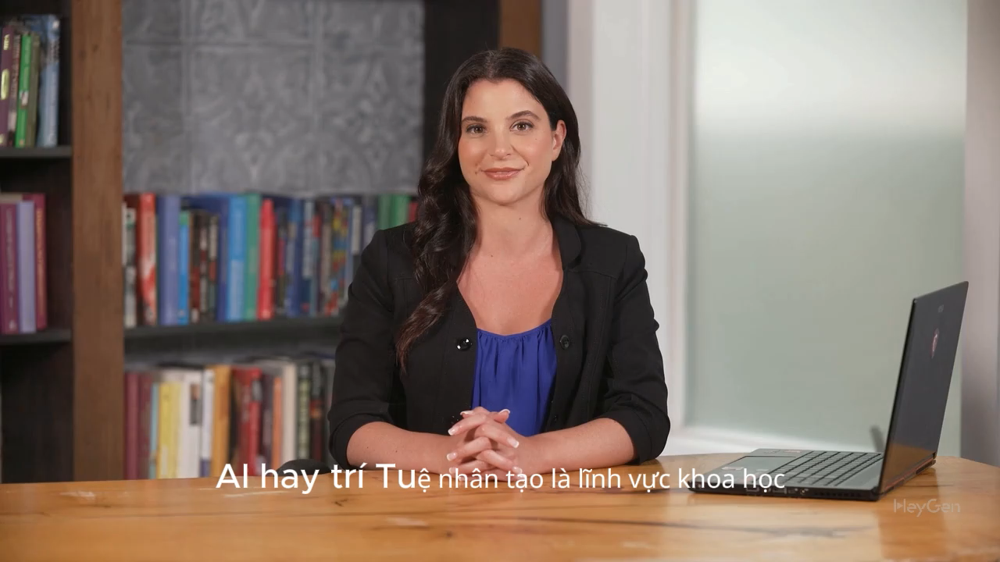 AI hay trí Tuệ nhân tạo là lĩnh vực khoa học
HeyGen